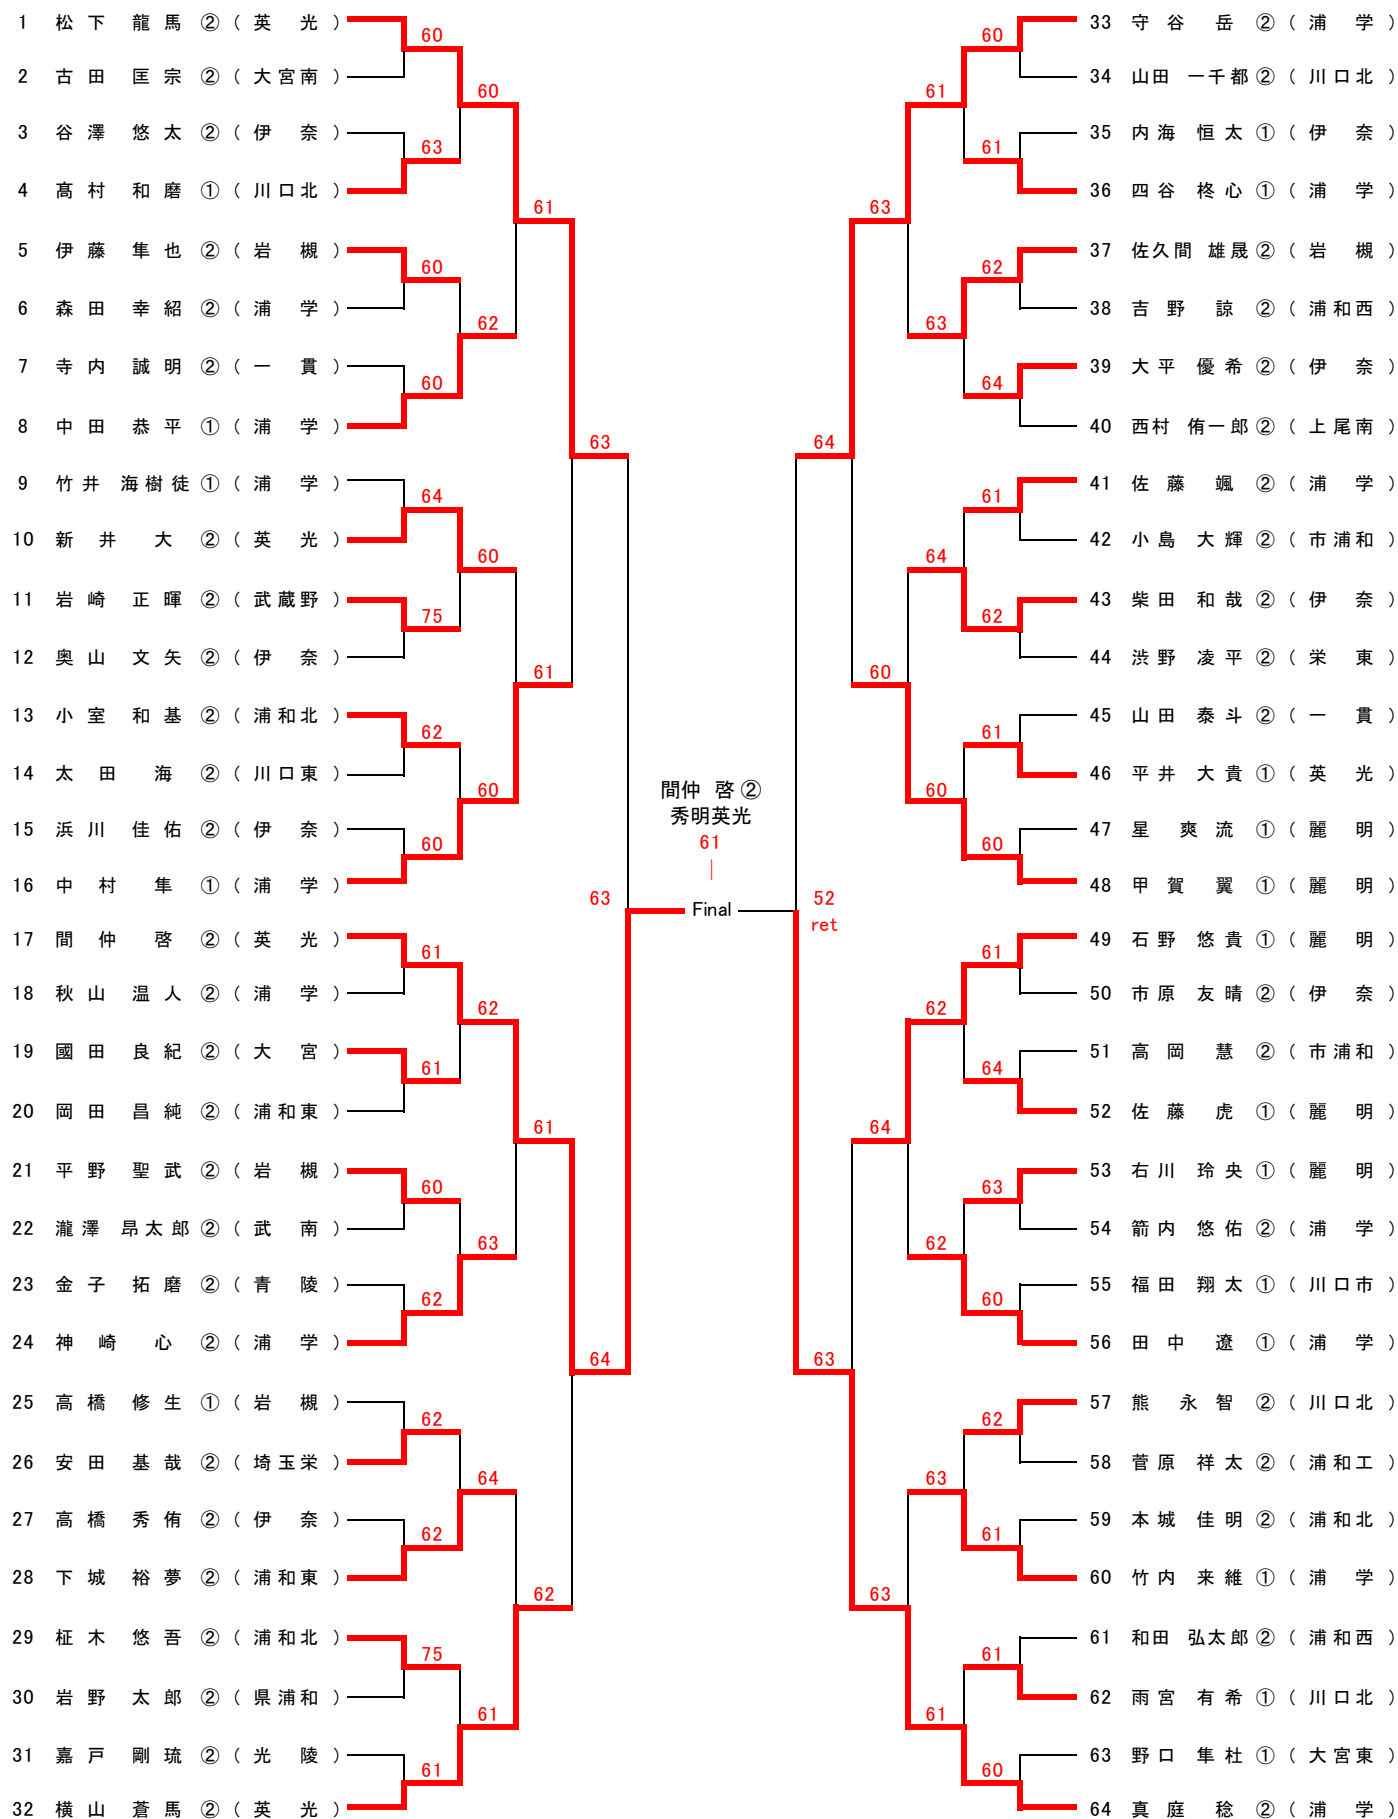 1 松下 龍馬 ② ( 英 光 )
60
2 古田 匡宗 ② ( 大宮南 )
60
3 谷澤 悠太 ② ( 伊 奈 )
63
4 髙村 和磨 ① ( 川口北 )
61
5 伊藤 隼也 ② ( 岩 槻 )
60
6 森田 幸紹 ② ( 浦 学 )
62
7 寺内 誠明 ② ( 一 貫 )
60
8 中田 恭平 ① ( 浦 学 )
63
9 竹井 海樹徒 ① ( 浦 学 )
64
10 新井 大 ② ( 英 光 )
60
11 岩崎 正暉 ② ( 武蔵野 )
75
12 奥山 文矢 ② ( 伊 奈 )
61
13 小室 和基 ② ( 浦和北 )
62
14 太田 海 ② ( 川口東 )
60
15 浜川 佳佑 ② ( 伊 奈 )
60
16 中村 隼 ① ( 浦 学 )
63
17 間仲 啓 ② ( 英 光 )
61
18 秋山 温人 ② ( 浦 学 )
62
19 國田 良紀 ② ( 大 宮 )
61
20 岡田 昌純 ② ( 浦和東 )
61
21 平野 聖武 ② ( 岩 槻 )
60
22 瀧澤 昂太郎 ② ( 武 南 )
63
23 金子 拓磨 ② ( 青 陵 )
62
24 神崎 心 ② ( 浦 学 )
64
25 高橋 修生 ① ( 岩 槻 )
62
26 安田 基哉 ② ( 埼玉栄 )
64
27 高橋 秀侑 ② ( 伊 奈 )
62
28 下城 裕夢 ② ( 浦和東 )
62
29 柾木 悠吾 ② ( 浦和北 )
75
30 岩野 太郎 ② ( 県浦和 )
61
31 嘉戸 剛琉 ② ( 光 陵 )
61
32 横山 蒼馬 ② ( 英 光 )
間仲 啓②
秀明英光
61
Final
52
ret
33 守谷 岳 ② ( 浦 学 )
60
34 山田 一千都 ② ( 川口北 )
61
35 内海 恒太 ① ( 伊 奈 )
61
36 四谷 柊心 ① ( 浦 学 )
63
37 佐久間 雄晟 ② ( 岩 槻 )
62
38 吉野 諒 ② ( 浦和西 )
63
39 大平 優希 ② ( 伊 奈 )
64
40 西村 侑一郎 ② ( 上尾南 )
64
41 佐藤 颯 ② ( 浦 学 )
61
42 小島 大輝 ② ( 市浦和 )
64
43 柴田 和哉 ② ( 伊 奈 )
62
44 渋野 凌平 ② ( 栄 東 )
60
45 山田 泰斗 ② ( 一 貫 )
61
46 平井 大貴 ① ( 英 光 )
60
47 星 爽流 ① ( 麗 明 )
60
48 甲賀 翼 ① ( 麗 明 )
49 石野 悠貴 ① ( 麗 明 )
61
50 市原 友晴 ② ( 伊 奈 )
62
51 高岡 慧 ② ( 市浦和 )
64
52 佐藤 虎 ① ( 麗 明 )
64
53 右川 玲央 ① ( 麗 明 )
63
54 箭内 悠佑 ② ( 浦 学 )
62
55 福田 翔太 ① ( 川口市 )
60
56 田中 遼 ① ( 浦 学 )
63
57 熊 永智 ② ( 川口北 )
62
58 菅原 祥太 ② ( 浦和工 )
63
59 本城 佳明 ② ( 浦和北 )
61
60 竹内 来維 ① ( 浦 学 )
63
61 和田 弘太郎 ② ( 浦和西 )
61
62 雨宮 有希 ① ( 川口北 )
61
63 野口 隼杜 ① ( 大宮東 )
60
64 真庭 稔 ② ( 浦 学 )